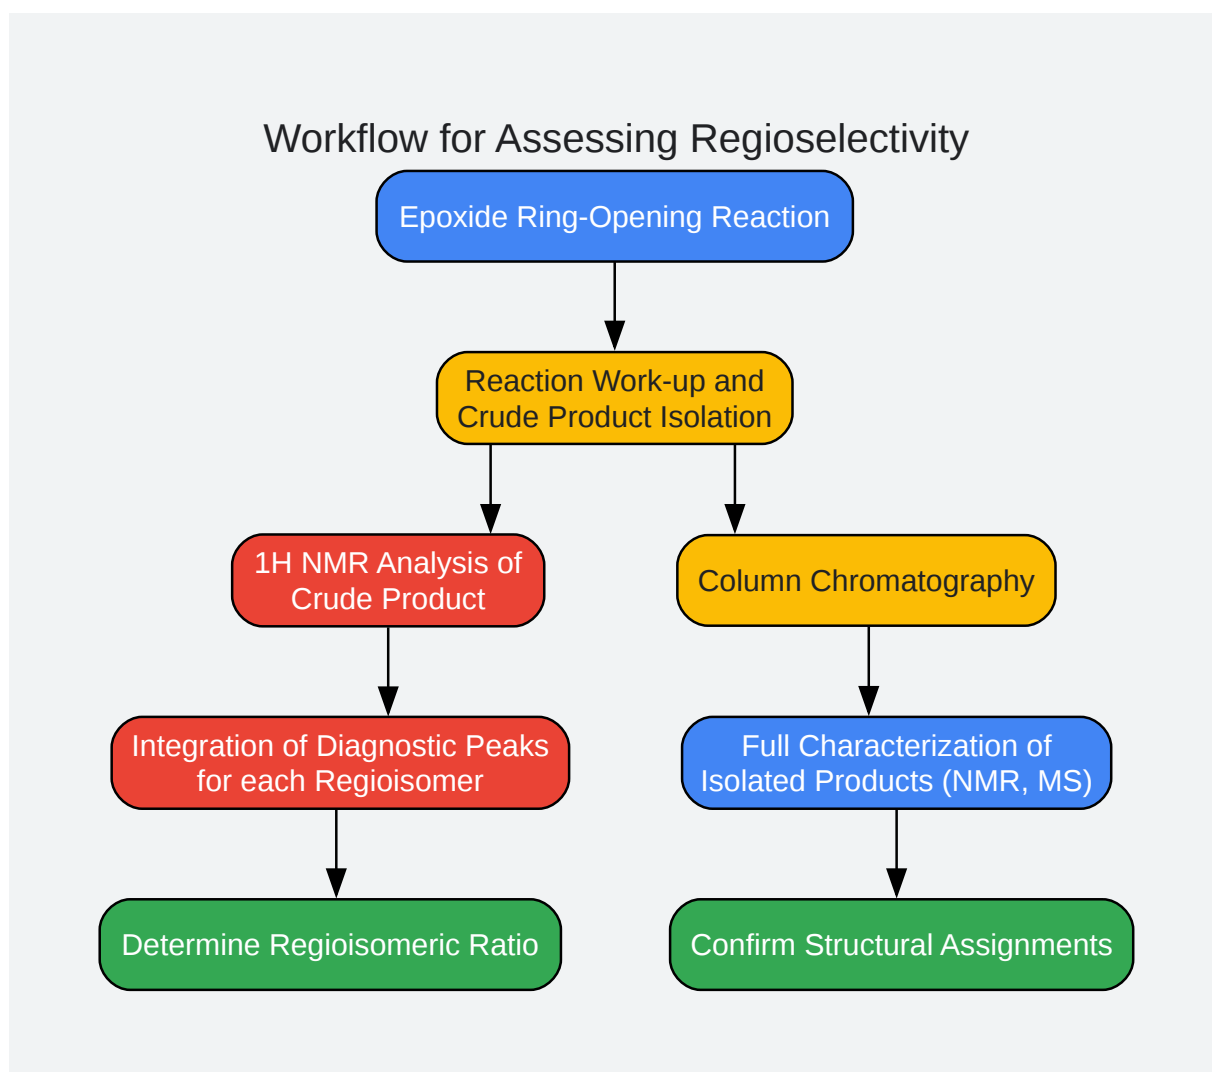 Workflow for Assessing Regioselectivity
Epoxide Ring-Opening Reaction
Reaction Work-up and
Crude Product Isolation
1H NMR Analysis of
Crude Product
Column Chromatography
Integration of Diagnostic Peaks
for each Regioisomer
Full Characterization of
Isolated Products (NMR, MS)
Determine Regioisomeric Ratio
Confirm Structural Assignments